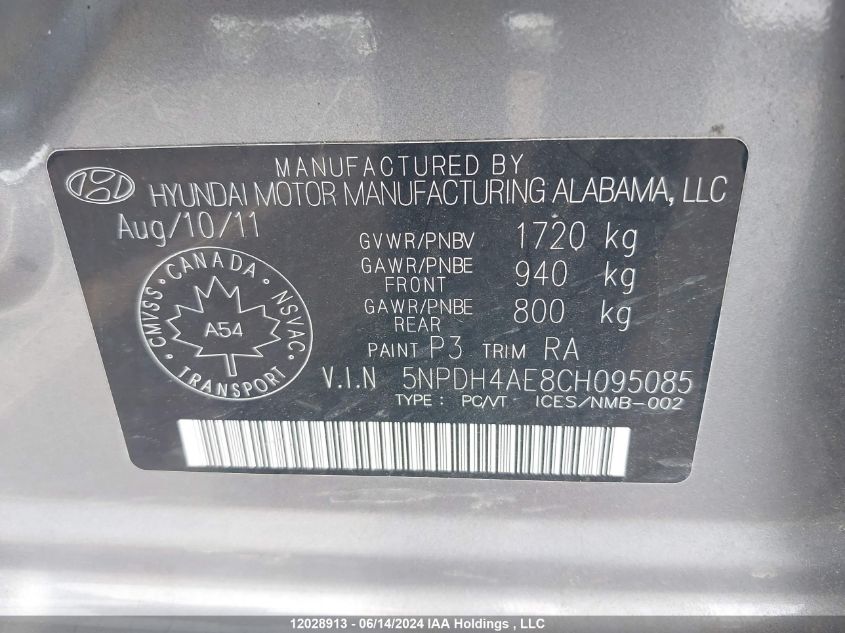 MANUFACTURED BY
HYUNDAI MOTOR MANUFACTURING ALABAMA, LLC
Aug/10/11
GVWR/PNBV 1720 kg
GAWR/PNBE FRONT 940 kg
GAWR/PNBE REAR 800 kg
PAINT P3 TRIM RA
V.I.N 5NPDH4AE8CH095085
TYPE : PC/VT ICES/NMB-002
CMVSS · CANADA · NSVAC · TRANSPORT ·
A54
12028913 - 06/14/2024 IAA Holdings , LLC